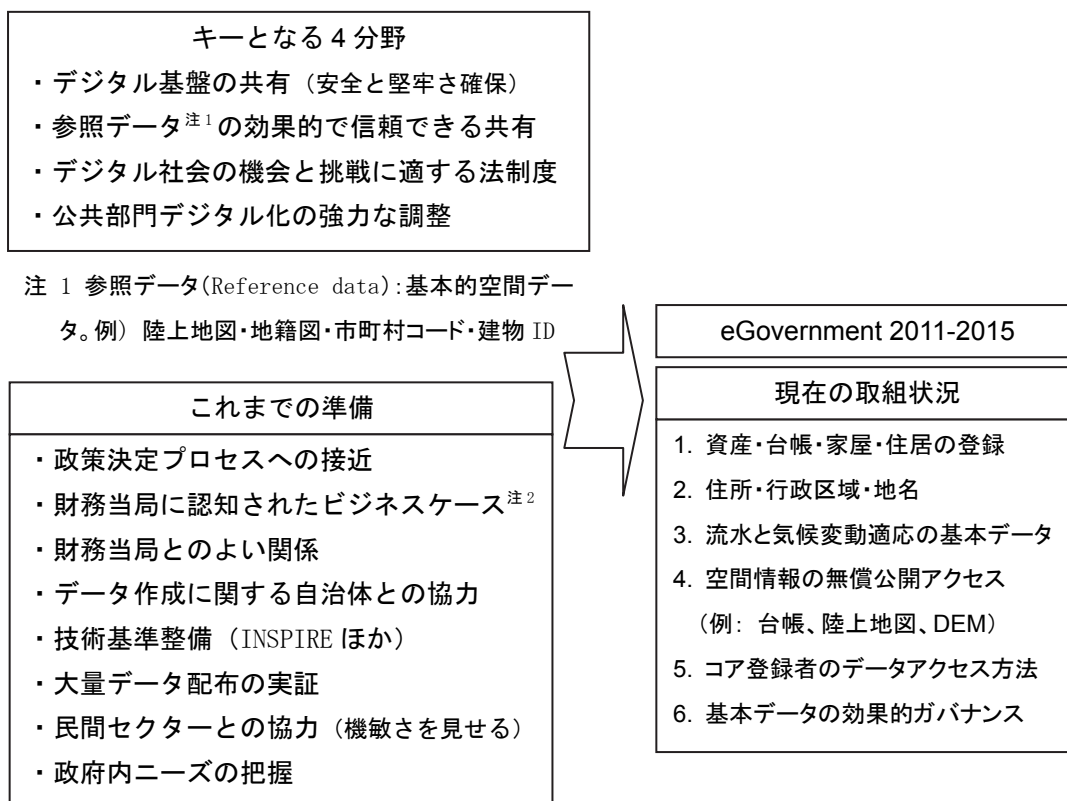 キーとなる4分野
・デジタル基盤の共有（安全と堅牢さ確保）
・参照データ注1の効果的で信頼できる共有
・デジタル社会の機会と挑戦に適する法制度
・公共部門デジタル化の強力な調整
注 1 参照データ(Reference data):基本的空間デー
タ。例) 陸上地図・地籍図・市町村コード・建物 ID
これまでの準備
・政策決定プロセスへの接近
・財務当局に認知されたビジネスケース注2
・財務当局とのよい関係
・データ作成に関する自治体との協力
・技術基準整備（INSPIRE ほか）
・大量データ配布の実証
・民間セクターとの協力（機敏さを見せる）
・政府内ニーズの把握
eGovernment 2011-2015
現在の取組状況
1. 資産・台帳・家屋・住居の登録
2. 住所・行政区域・地名
3. 流水と気候変動適応の基本データ
4. 空間情報の無償公開アクセス
（例: 台帳、陸上地図、DEM）
5. コア登録者のデータアクセス方法
6. 基本データの効果的ガバナンス